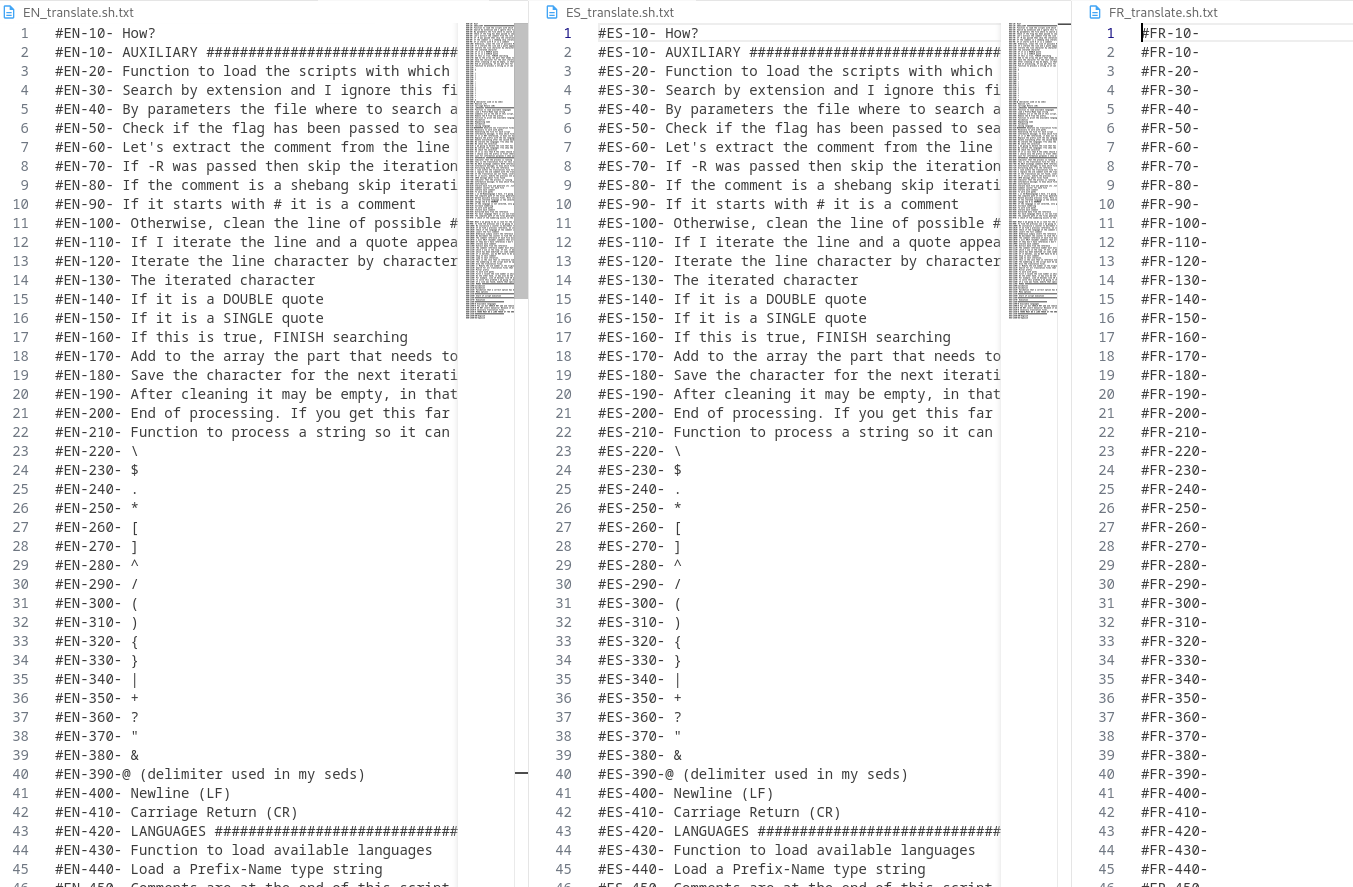 EN_translate.sh.txt
1 #EN-10- How?
2 #EN-10- AUXILIARY ##############################
3 #EN-20- Function to load the scripts with which
4 #EN-30- Search by extension and I ignore this fi
5 #EN-40- By parameters the file where to search a
6 #EN-50- Check if the flag has been passed to sea
7 #EN-60- Let's extract the comment from the line
8 #EN-70- If -R was passed then skip the iteration
9 #EN-80- If the comment is a shebang skip iterati
10 #EN-90- If it starts with # it is a comment
11 #EN-100- Otherwise, clean the line of possible #
12 #EN-110- If I iterate the line and a quote appea
13 #EN-120- Iterate the line character by character
14 #EN-130- The iterated character
15 #EN-140- If it is a DOUBLE quote
16 #EN-150- If it is a SINGLE quote
17 #EN-160- If this is true, FINISH searching
18 #EN-170- Add to the array the part that needs to
19 #EN-180- Save the character for the next iterati
20 #EN-190- After cleaning it may be empty, in that
21 #EN-200- End of processing. If you get this far
22 #EN-210- Function to process a string so it can
23 #EN-220- \
24 #EN-230- $
25 #EN-240- .
26 #EN-250- *
27 #EN-260- [
28 #EN-270- ]
29 #EN-280- ^
30 #EN-290- /
31 #EN-300- (
32 #EN-310- )
33 #EN-320- {
34 #EN-330- }
35 #EN-340- |
36 #EN-350- +
37 #EN-360- ?
38 #EN-370- "
39 #EN-380- &
40 #EN-390-@ (delimiter used in my seds)
41 #EN-400- Newline (LF)
42 #EN-410- Carriage Return (CR)
43 #EN-420- LANGUAGES #############################
44 #EN-430- Function to load available languages
45 #EN-440- Load a Prefix-Name type string
46 #EN-450- Comments are at the end of this script
ES_translate.sh.txt
1 #ES-10- How?
2 #ES-10- AUXILIARY ##############################
3 #ES-20- Function to load the scripts with which
4 #ES-30- Search by extension and I ignore this fi
5 #ES-40- By parameters the file where to search a
6 #ES-50- Check if the flag has been passed to sea
7 #ES-60- Let's extract the comment from the line
8 #ES-70- If -R was passed then skip the iteration
9 #ES-80- If the comment is a shebang skip iterati
10 #ES-90- If it starts with # it is a comment
11 #ES-100- Otherwise, clean the line of possible #
12 #ES-110- If I iterate the line and a quote appea
13 #ES-120- Iterate the line character by character
14 #ES-130- The iterated character
15 #ES-140- If it is a DOUBLE quote
16 #ES-150- If it is a SINGLE quote
17 #ES-160- If this is true, FINISH searching
18 #ES-170- Add to the array the part that needs to
19 #ES-180- Save the character for the next iterati
20 #ES-190- After cleaning it may be empty, in that
21 #ES-200- End of processing. If you get this far
22 #ES-210- Function to process a string so it can
23 #ES-220- \
24 #ES-230- $
25 #ES-240- .
26 #ES-250- *
27 #ES-260- [
28 #ES-270- ]
29 #ES-280- ^
30 #ES-290- /
31 #ES-300- (
32 #ES-310- )
33 #ES-320- {
34 #ES-330- }
35 #ES-340- |
36 #ES-350- +
37 #ES-360- ?
38 #ES-370- "
39 #ES-380- &
40 #ES-390-@ (delimiter used in my seds)
41 #ES-400- Newline (LF)
42 #ES-410- Carriage Return (CR)
43 #ES-420- LANGUAGES #############################
44 #ES-430- Function to load available languages
45 #ES-440- Load a Prefix-Name type string
46 #ES-450- Comments are at the end of this script
FR_translate.sh.txt
1 #FR-10-
2 #FR-10-
3 #FR-20-
4 #FR-30-
5 #FR-40-
6 #FR-50-
7 #FR-60-
8 #FR-70-
9 #FR-80-
10 #FR-90-
11 #FR-100-
12 #FR-110-
13 #FR-120-
14 #FR-130-
15 #FR-140-
16 #FR-150-
17 #FR-160-
18 #FR-170-
19 #FR-180-
20 #FR-190-
21 #FR-200-
22 #FR-210-
23 #FR-220-
24 #FR-230-
25 #FR-240-
26 #FR-250-
27 #FR-260-
28 #FR-270-
29 #FR-280-
30 #FR-290-
31 #FR-300-
32 #FR-310-
33 #FR-320-
34 #FR-330-
35 #FR-340-
36 #FR-350-
37 #FR-360-
38 #FR-370-
39 #FR-380-
40 #FR-390-
41 #FR-400-
42 #FR-410-
43 #FR-420-
44 #FR-430-
45 #FR-440-
46 #FR-450-